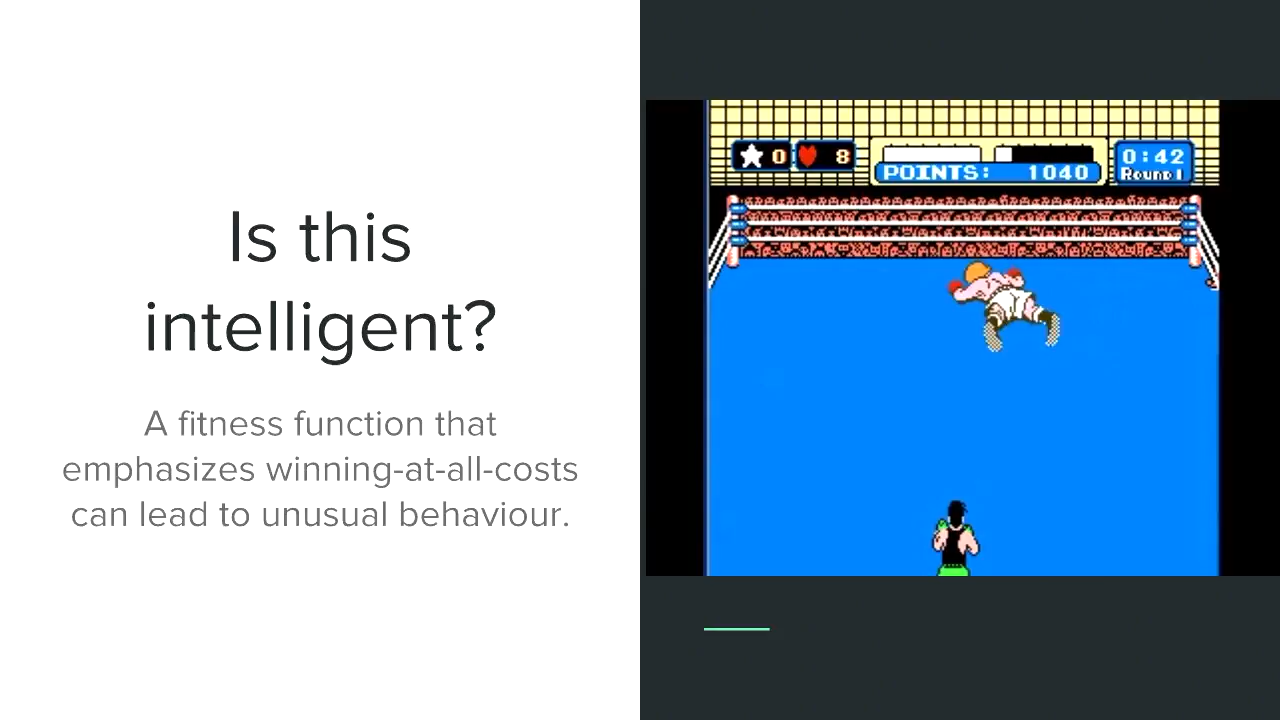 Is this
intelligent?
A fitness function that
emphasizes winning-at-all-costs
can lead to unusual behaviour.
0 8
POINTS: 1040
0:42
Round 1